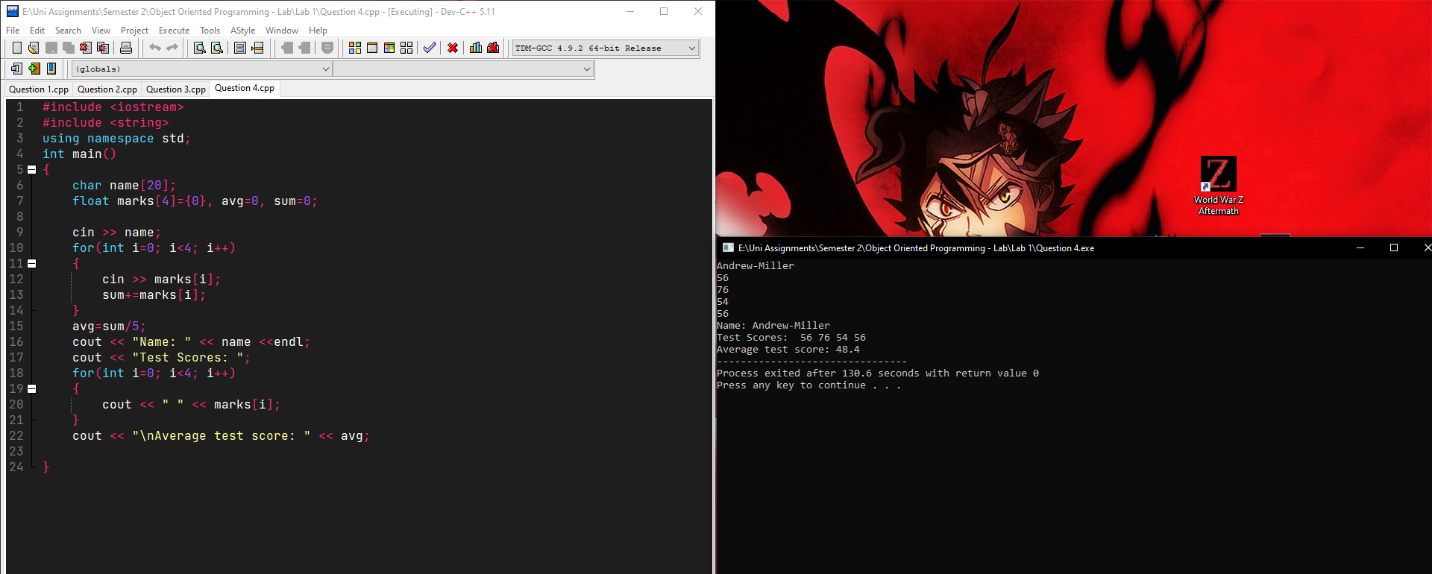 E:\Uni Assignments\Semester 2\Object Oriented Programming - Lab\Lab 1\Question 4.cpp - [Executing] - Dev-C++ 5.11
File Edit Search View Project Execute Tools AStyle Window Help
TDM-GCC 4.9.2 64-bit Release
(globals)
Question 1.cpp Question 2.cpp Question 3.cpp Question 4.cpp
1 #include <iostream>
2 #include <string>
3 using namespace std;
4 int main()
5 {
6 char name[20];
7 float marks[4]={0}, avg=0, sum=0;
8
9 cin >> name;
10 for(int i=0; i<4; i++)
11 {
12 cin >> marks[i];
13 sum+=marks[i];
14 }
15 avg=sum/5;
16 cout << "Name: " << name <<endl;
17 cout << "Test Scores: ";
18 for(int i=0; i<4; i++)
19 {
20 cout << " " << marks[i];
21 }
22 cout << "\nAverage test score: " << avg;
23
24 }
Z
World War Z
Aftermath
E:\Uni Assignments\Semester 2\Object Oriented Programming - Lab\Lab 1\Question 4.exe
Andrew-Miller
56
76
54
56
Name: Andrew-Miller
Test Scores:  56 76 54 56
Average test score: 48.4
--------------------------------
Process exited after 130.6 seconds with return value 0
Press any key to continue . . .